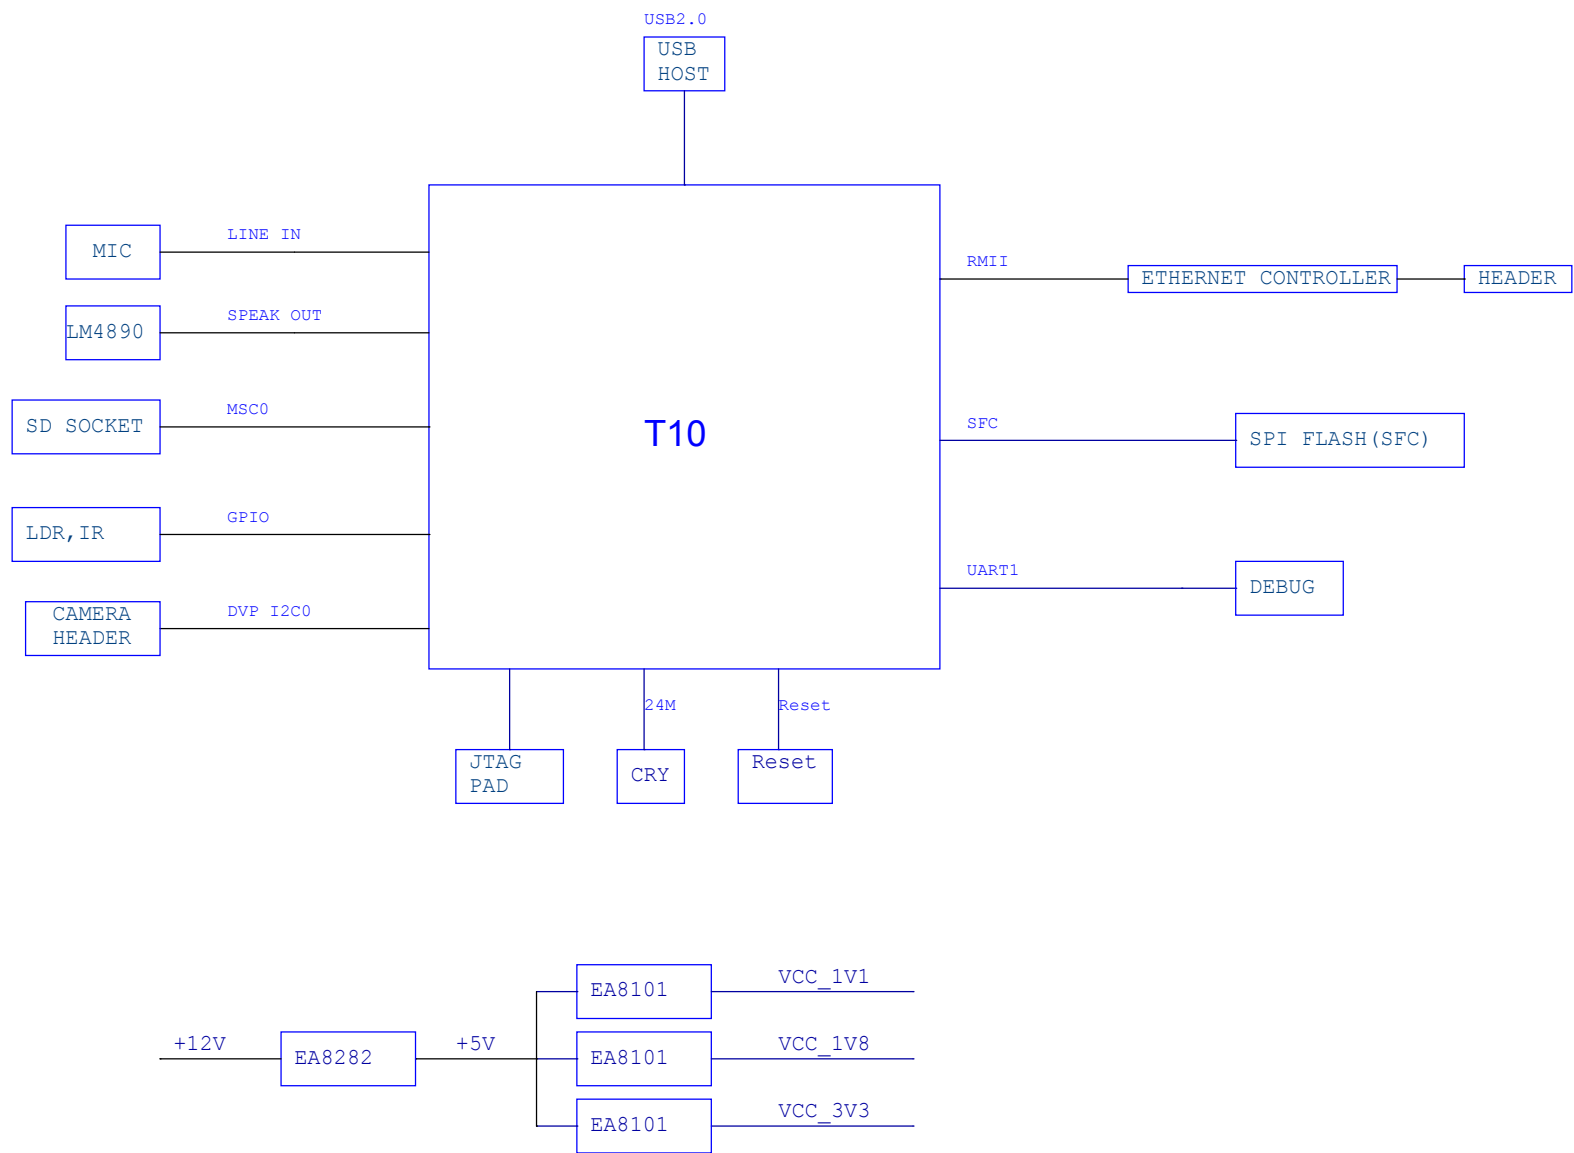 USB2.0
USB
HOST
LINE IN
MIC
RMII
ETHERNET CONTROLLER
HEADER
SPEAK OUT
LM4890
MSC0
SD SOCKET
T10
SFC
SPI FLASH(SFC)
GPIO
LDR,IR
UART1
DEBUG
DVP I2C0
CAMERA
HEADER
24M
Reset
JTAG
PAD
CRY
Reset
EA8101
VCC_1V1
+12V
EA8282
+5V
EA8101
VCC_1V8
EA8101
VCC_3V3